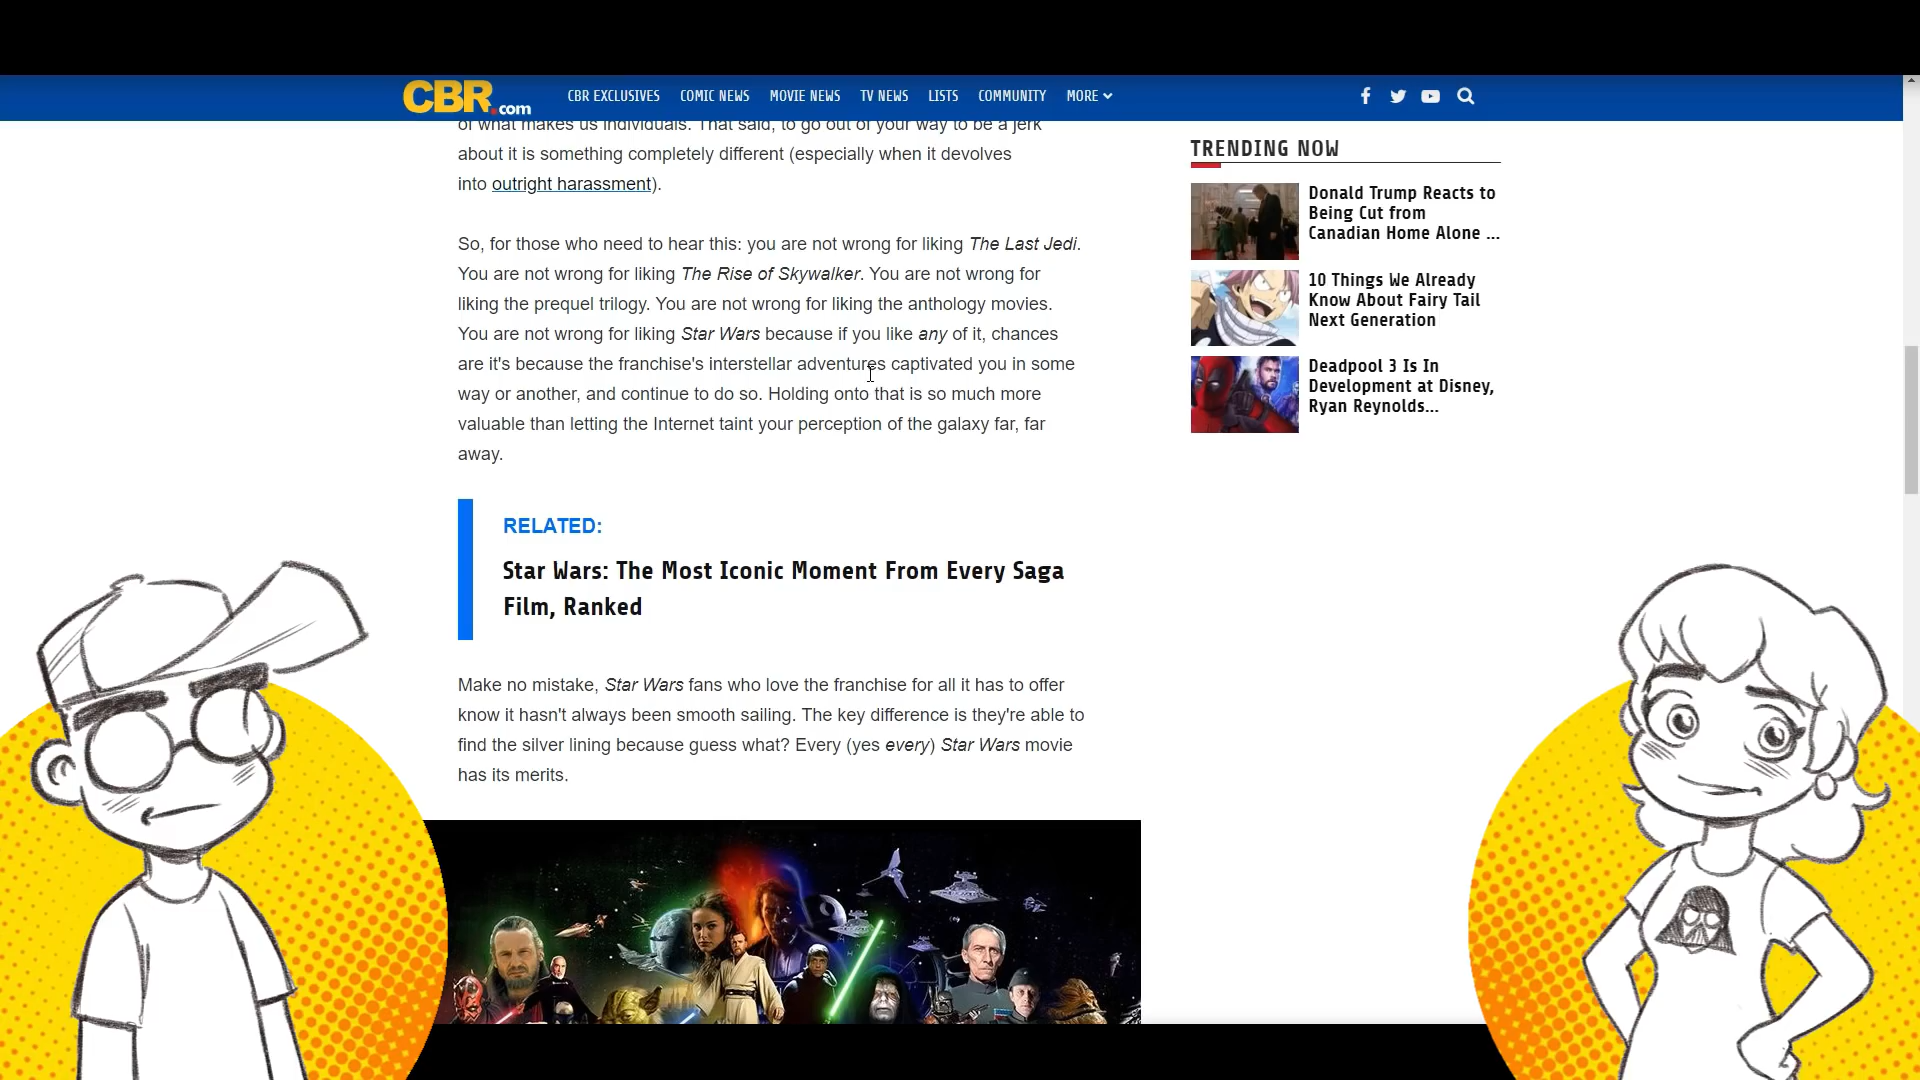 CBR.com
CBR EXCLUSIVES COMIC NEWS MOVIE NEWS TV NEWS LISTS COMMUNITY MORE
of what makes us individuals. That said, to go out of your way to be a jerk
about it is something completely different (especially when it devolves
into outright harassment).
So, for those who need to hear this: you are not wrong for liking The Last Jedi.
You are not wrong for liking The Rise of Skywalker. You are not wrong for
liking the prequel trilogy. You are not wrong for liking the anthology movies.
You are not wrong for liking Star Wars because if you like any of it, chances
are it's because the franchise's interstellar adventures captivated you in some
way or another, and continue to do so. Holding onto that is so much more
valuable than letting the Internet taint your perception of the galaxy far, far
away.
RELATED:
Star Wars: The Most Iconic Moment From Every Saga
Film, Ranked
Make no mistake, Star Wars fans who love the franchise for all it has to offer
know it hasn't always been smooth sailing. The key difference is they're able to
find the silver lining because guess what? Every (yes every) Star Wars movie
has its merits.
TRENDING NOW
Donald Trump Reacts to
Being Cut from
Canadian Home Alone ...
10 Things We Already
Know About Fairy Tail
Next Generation
Deadpool 3 Is In
Development at Disney,
Ryan Reynolds...